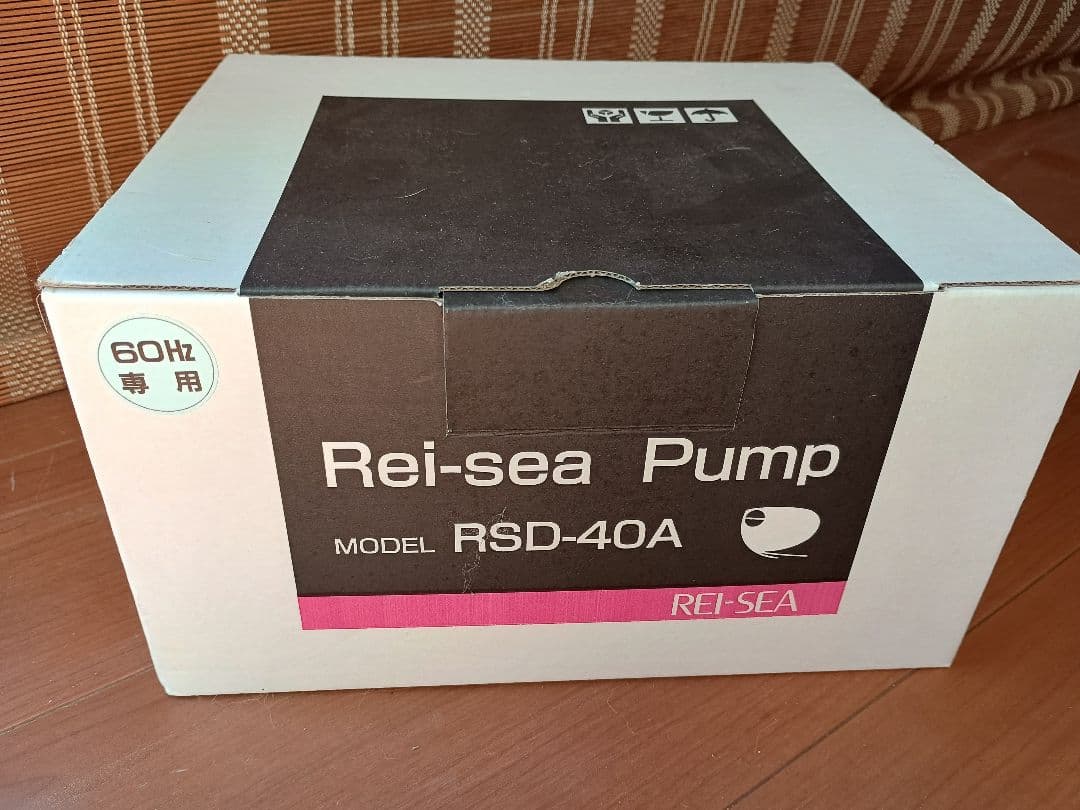 60Hz
専用
Rei-sea Pump
MODEL RSD-40A
REI-SEA